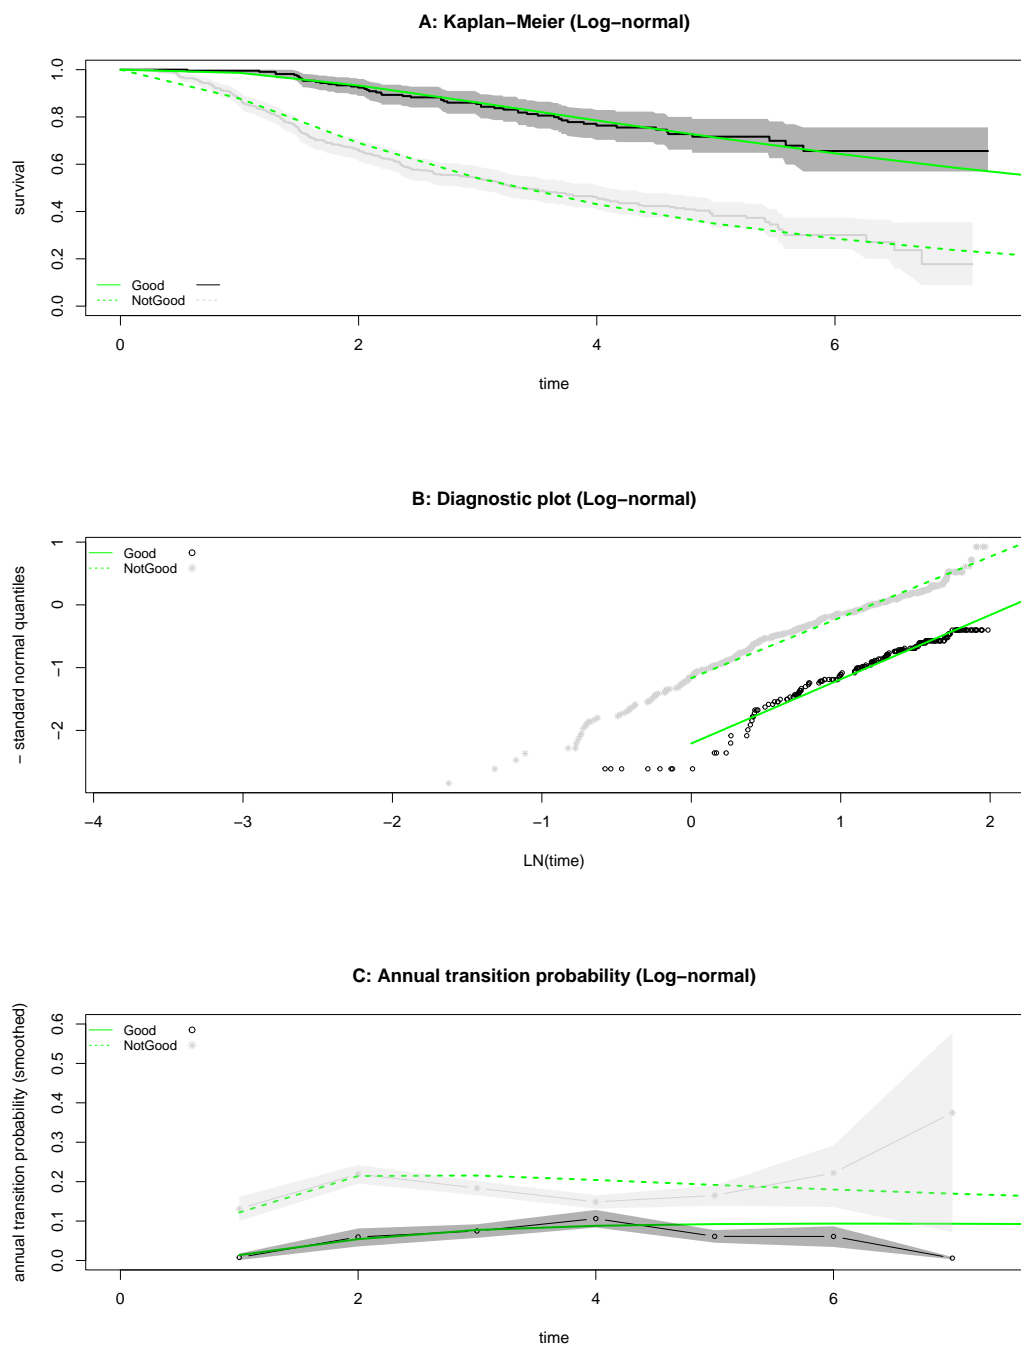 A: Kaplan−Meier (Log−normal)
survival
1.0
0.8
0.6
0.4
0.2
0.0
Good
NotGood
0 2 4 6
time
B: Diagnostic plot (Log−normal)
− standard normal quantiles
1
0
−1
−2
Good
NotGood
−4 −3 −2 −1 0 1 2
LN(time)
C: Annual transition probability (Log−normal)
annual transition probability (smoothed)
0.6
0.5
0.4
0.3
0.2
0.1
0.0
Good
NotGood
0 2 4 6
time